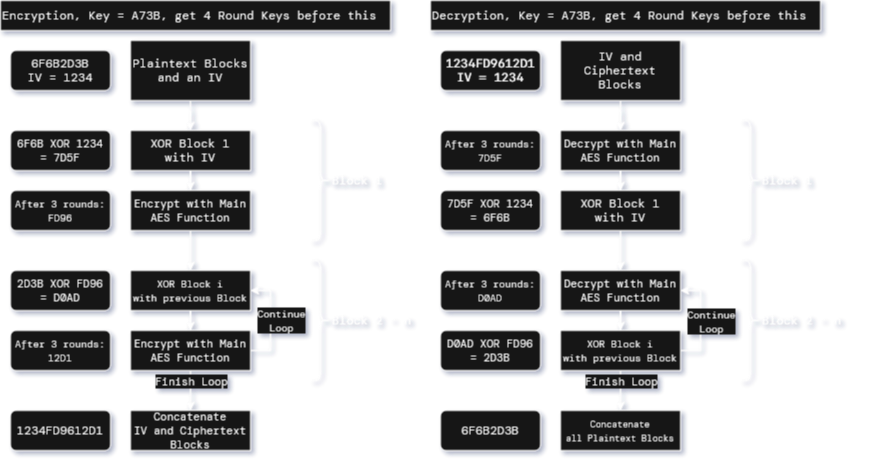 Encryption, Key = A73B, get 4 Round Keys before this
6F6B2D3B
IV = 1234
Plaintext Blocks
and an IV
6F6B XOR 1234
= 7D5F
XOR Block 1
with IV
After 3 rounds:
FD96
Encrypt with Main
AES Function
Block 1
2D3B XOR FD96
= D0AD
XOR Block i
with previous Block
Continue
Loop
After 3 rounds:
12D1
Encrypt with Main
AES Function
Block 2 - n
Finish Loop
1234FD9612D1
Concatenate
IV and Ciphertext
Blocks
Decryption, Key = A73B, get 4 Round Keys before this
1234FD9612D1
IV = 1234
IV and
Ciphertext
Blocks
After 3 rounds:
7D5F
Decrypt with Main
AES Function
7D5F XOR 1234
= 6F6B
XOR Block 1
with IV
Block 1
After 3 rounds:
D0AD
Decrypt with Main
AES Function
Continue
Loop
D0AD XOR FD96
= 2D3B
XOR Block i
with previous Block
Block 2 - n
Finish Loop
6F6B2D3B
Concatenate
all Plaintext Blocks